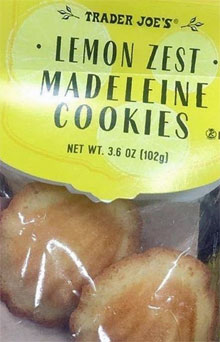 TRADER JOE'S®
· LEMON ZEST ·
MADELEINE
COOKIES
NET WT. 3.6 OZ (102g)